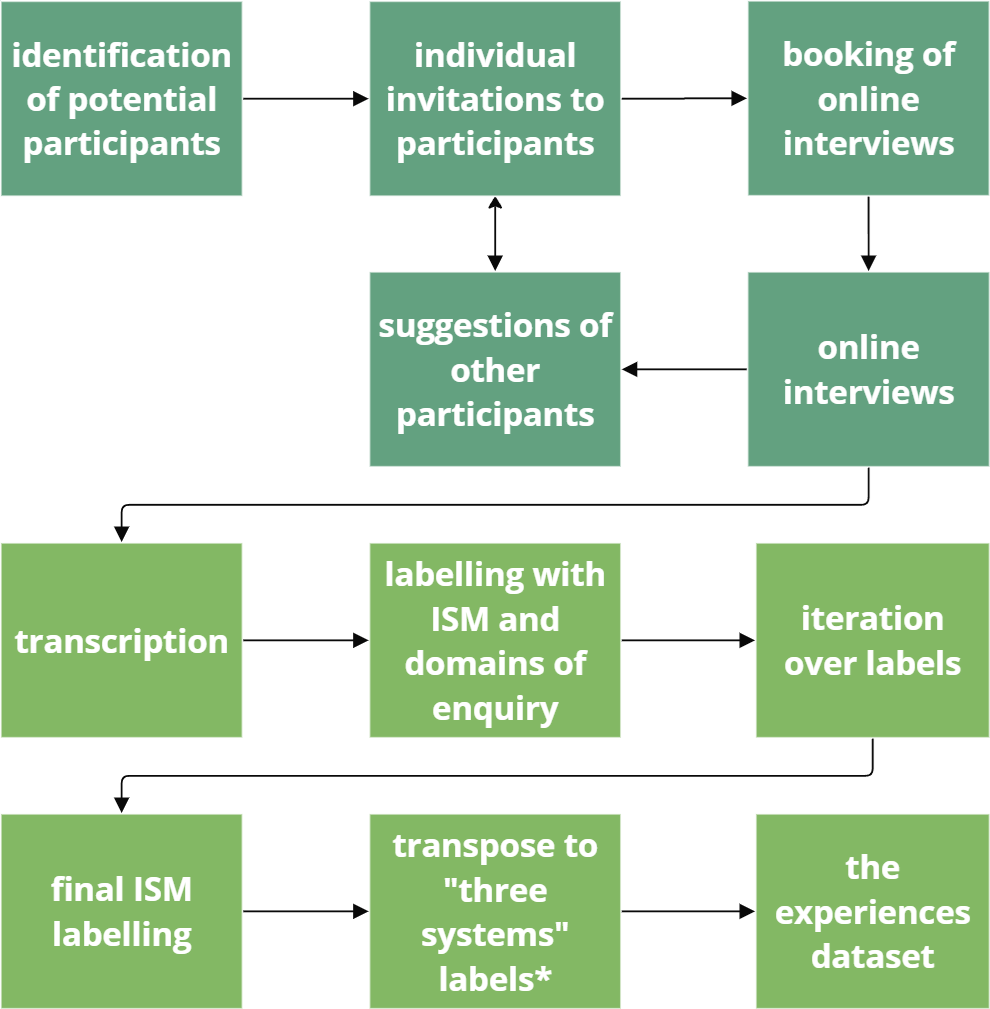 identification
of potential
participants
individual
invitations to
participants
booking of
online
interviews
suggestions of
other
participants
online
interviews
transcription
labelling with
ISM and
domains of
enquiry
iteration
over labels
final ISM
labelling
transpose to
"three
systems"
labels*
the
experiences
dataset